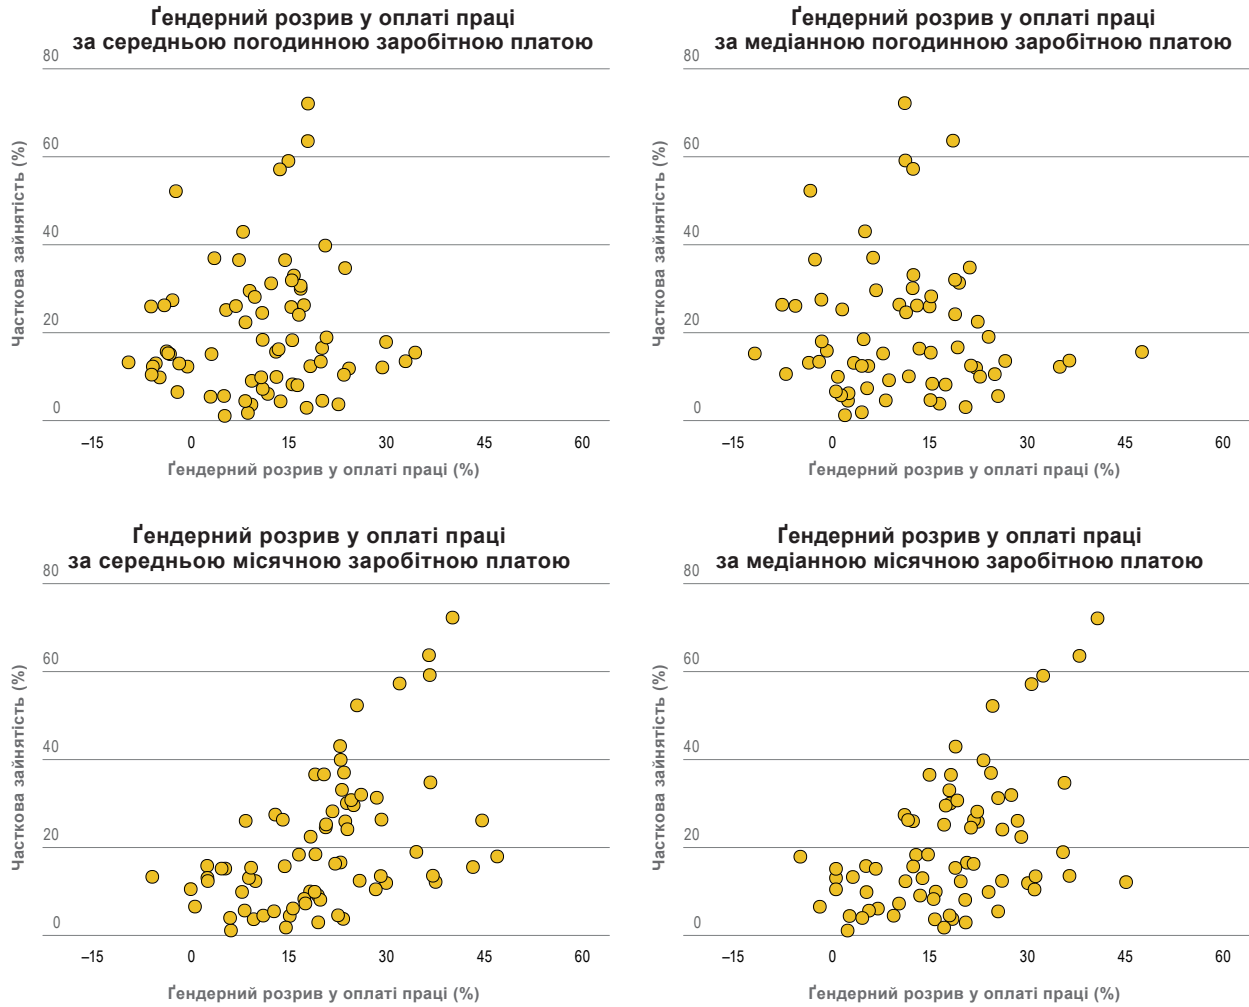 Ґендерний розрив у оплаті праці
за середньою погодинною заробітною платою
80
60
40
20
0
Часткова зайнятість (%)
–15 0 15 30 45 60
Ґендерний розрив у оплаті праці (%)
Ґендерний розрив у оплаті праці
за медіанною погодинною заробітною платою
80
60
40
20
0
Часткова зайнятість (%)
–15 0 15 30 45 60
Ґендерний розрив у оплаті праці (%)
Ґендерний розрив у оплаті праці
за середньою місячною заробітною платою
80
60
40
20
0
Часткова зайнятість (%)
–15 0 15 30 45 60
Ґендерний розрив у оплаті праці (%)
Ґендерний розрив у оплаті праці
за медіанною місячною заробітною платою
80
60
40
20
0
Часткова зайнятість (%)
–15 0 15 30 45 60
Ґендерний розрив у оплаті праці (%)